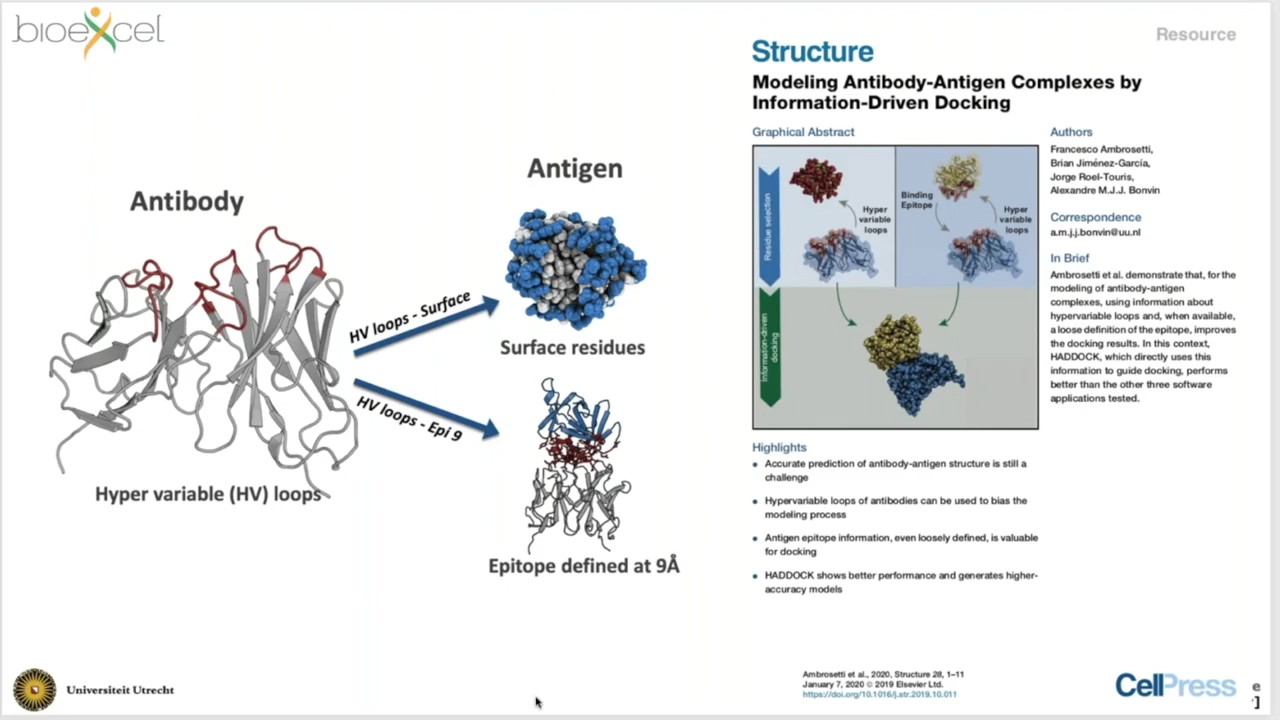 bioexcel
Antibody
Hyper variable (HV) loops
HV loops - Surface
HV loops - Epi 9
Antigen
Surface residues
Epitope defined at 9Å
Universiteit Utrecht
Resource
Structure
Modeling Antibody-Antigen Complexes by
Information-Driven Docking
Graphical Abstract
Residue selection
Hyper
variable
loops
Binding
Epitope
Hyper
variable
loops
Information-driven
docking
Authors
Francesco Ambrosetti,
Brian Jiménez-García,
Jorge Roel-Touris,
Alexandre M.J.J. Bonvin
Correspondence
a.m.j.j.bonvin@uu.nl
In Brief
Ambrosetti et al. demonstrate that, for the
modeling of antibody-antigen
complexes, using information about
hypervariable loops and, when available,
a loose definition of the epitope, improves
the docking results. In this context,
HADDOCK, which directly uses this
information to guide docking, performs
better than the other three software
applications tested.
Highlights
• Accurate prediction of antibody-antigen structure is still a
challenge
• Hypervariable loops of antibodies can be used to bias the
modeling process
• Antigen epitope information, even loosely defined, is valuable
for docking
• HADDOCK shows better performance and generates higher-
accuracy models
Ambrosetti et al., 2020, Structure 28, 1–11
January 7, 2020 © 2019 Elsevier Ltd.
https://doi.org/10.1016/j.str.2019.10.011
CellPress
e
]